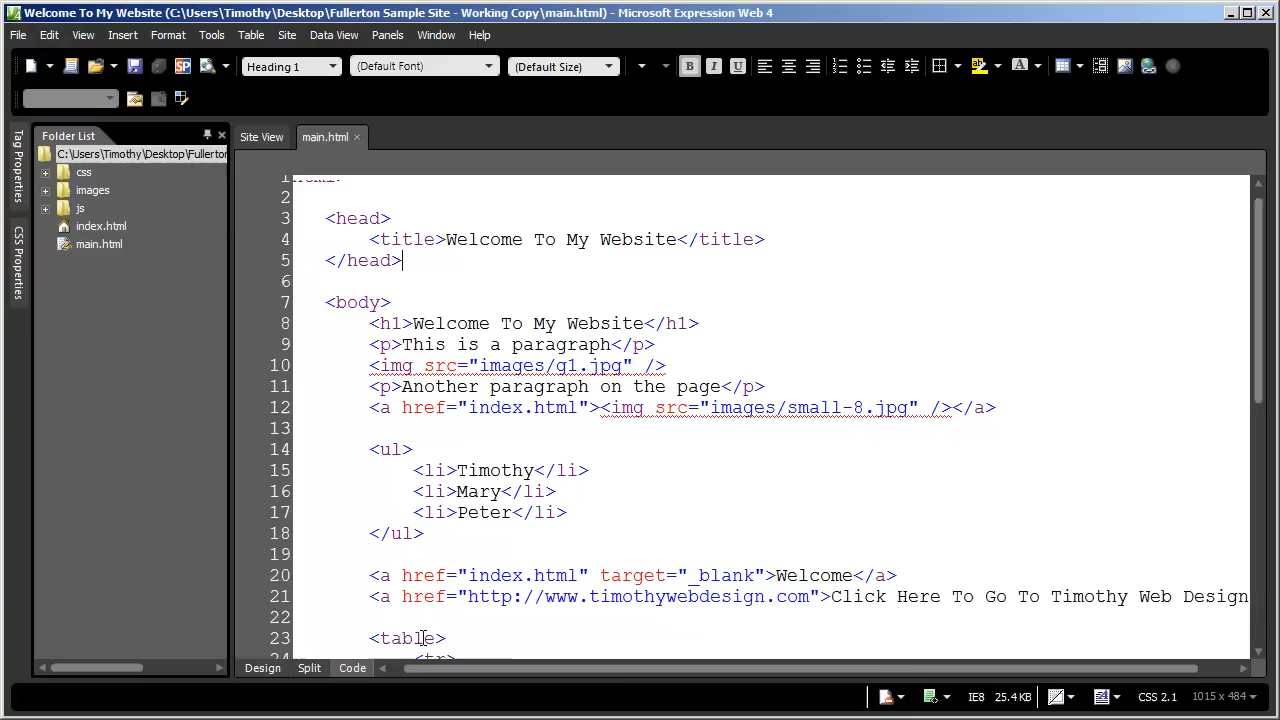 Welcome To My Website (C:\Users\Timothy\Desktop\Fullerton Sample Site - Working Copy\main.html) - Microsoft Expression Web 4
File Edit View Insert Format Tools Table Site Data View Panels Window Help
Heading 1 (Default Font) (Default Size) B I U A
Folder List
Site View main.html
Tag Properties
CSS Properties
C:\Users\Timothy\Desktop\Fullerton
css
images
js
index.html
main.html
1
2
3 <head>
4 <title>Welcome To My Website</title>
5 </head>
6
7 <body>
8 <h1>Welcome To My Website</h1>
9 <p>This is a paragraph</p>
10 <img src="images/g1.jpg" />
11 <p>Another paragraph on the page</p>
12 <a href="index.html"><img src="images/small-8.jpg" /></a>
13
14 <ul>
15 <li>Timothy</li>
16 <li>Mary</li>
17 <li>Peter</li>
18 </ul>
19
20 <a href="index.html" target="_blank">Welcome</a>
21 <a href="http://www.timothywebdesign.com">Click Here To Go To Timothy Web Design
22
23 <table>
24 <tr>
Design Split Code
IE8 25.4 KB CSS 2.1 1015 × 484